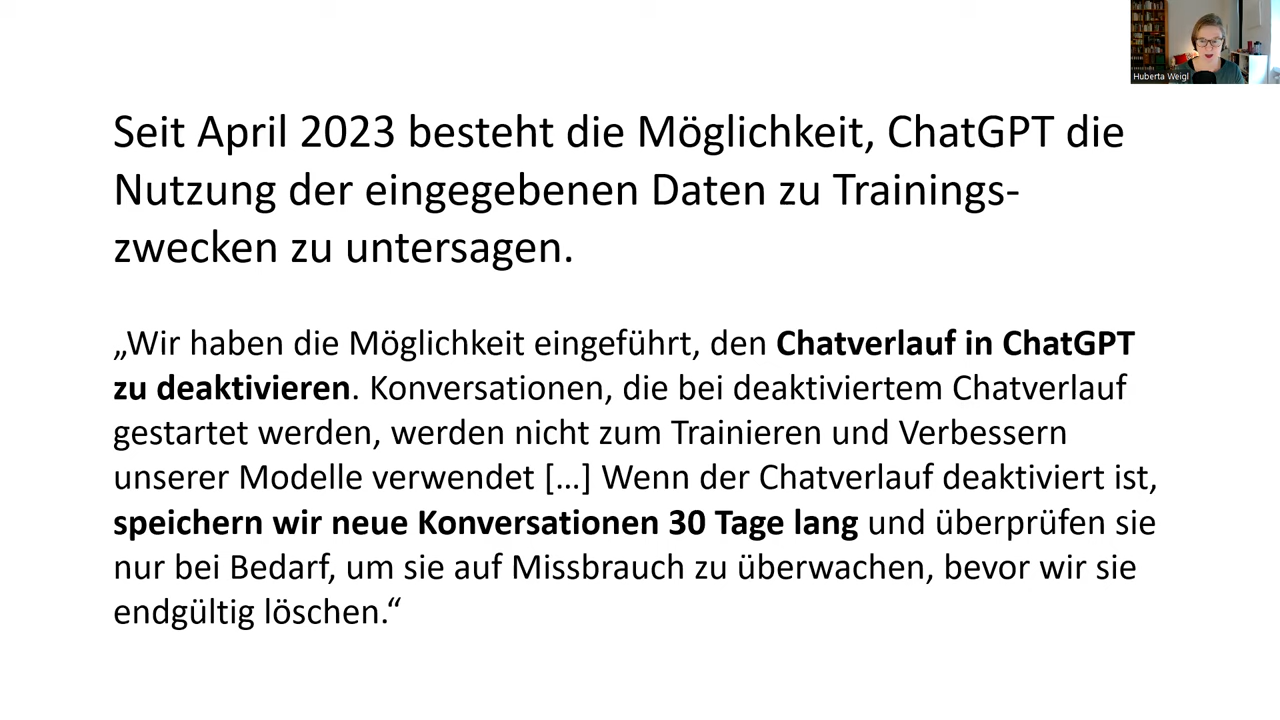 Huberta Weigl
Seit April 2023 besteht die Möglichkeit, ChatGPT die
Nutzung der eingegebenen Daten zu Trainings-
zwecken zu untersagen.
„Wir haben die Möglichkeit eingeführt, den Chatverlauf in ChatGPT
zu deaktivieren. Konversationen, die bei deaktiviertem Chatverlauf
gestartet werden, werden nicht zum Trainieren und Verbessern
unserer Modelle verwendet […] Wenn der Chatverlauf deaktiviert ist,
speichern wir neue Konversationen 30 Tage lang und überprüfen sie
nur bei Bedarf, um sie auf Missbrauch zu überwachen, bevor wir sie
endgültig löschen.“